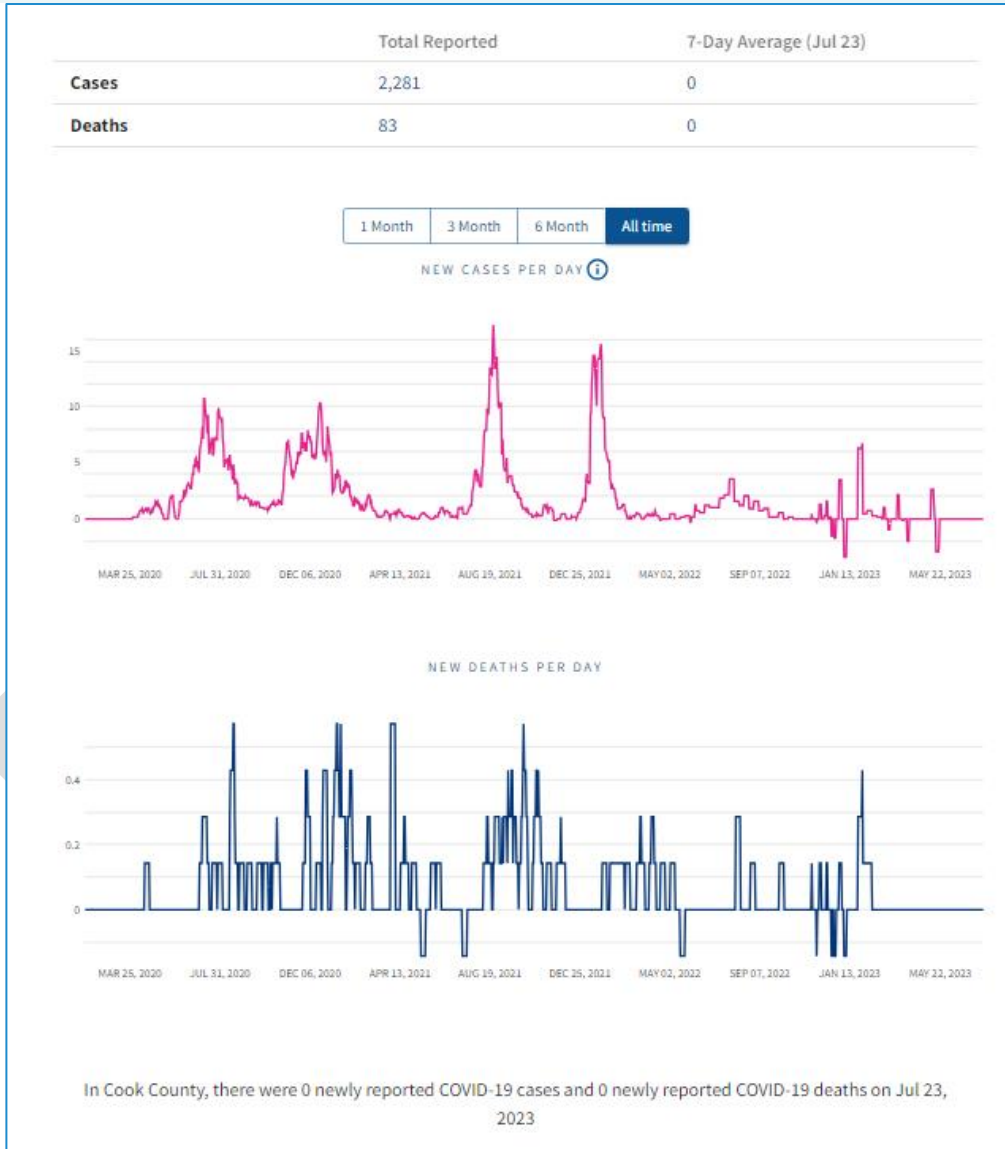 Total Reported 7-Day Average (Jul 23)
Cases 2,281 0
Deaths 83 0
1 Month 3 Month 6 Month All time
NEW CASES PER DAY
15
10
5
0
MAR 25, 2020 JUL 31, 2020 DEC 06, 2020 APR 13, 2021 AUG 19, 2021 DEC 25, 2021 MAY 02, 2022 SEP 07, 2022 JAN 13, 2023 MAY 22, 2023
NEW DEATHS PER DAY
0.4
0.2
0
MAR 25, 2020 JUL 31, 2020 DEC 06, 2020 APR 13, 2021 AUG 19, 2021 DEC 25, 2021 MAY 02, 2022 SEP 07, 2022 JAN 13, 2023 MAY 22, 2023
In Cook County, there were 0 newly reported COVID-19 cases and 0 newly reported COVID-19 deaths on Jul 23,
2023